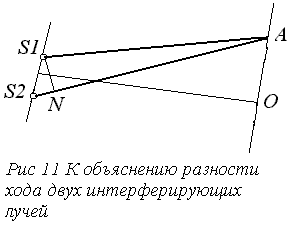 S1
A
S2
N
O
Рис 11 К объяснению разности
хода двух интерферирующих
лучей